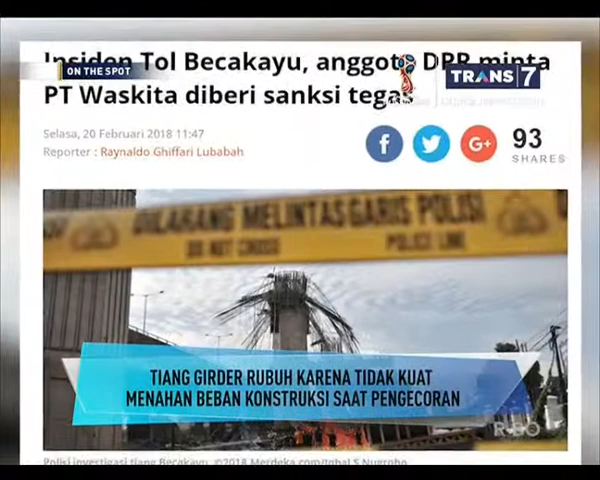 Insiden Tol Becakayu, anggota DPR minta
PT Waskita diberi sanksi tegas
ON THE SPOT
TRANS 7
Selasa, 20 Februari 2018 11:47
Reporter : Raynaldo Ghiffari Lubabah
f
G+
93
SHARES
DILARANG MELINTAS GARIS POLISI
DO NOT CROSS
POLICE LINE
TIANG GIRDER RUBUH KARENA TIDAK KUAT
MENAHAN BEBAN KONSTRUKSI SAAT PENGECORAN
Polisi investigasi tiang Becakayu. ©2018 Merdeka.com/Iqbal S Nugroho